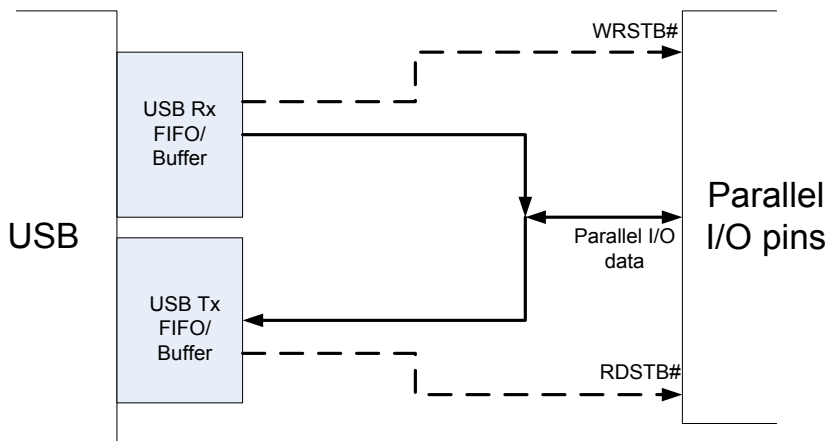 WRSTB#
USB Rx
FIFO/
Buffer
USB
Parallel
I/O pins
Parallel I/O
data
USB Tx
FIFO/
Buffer
RDSTB#